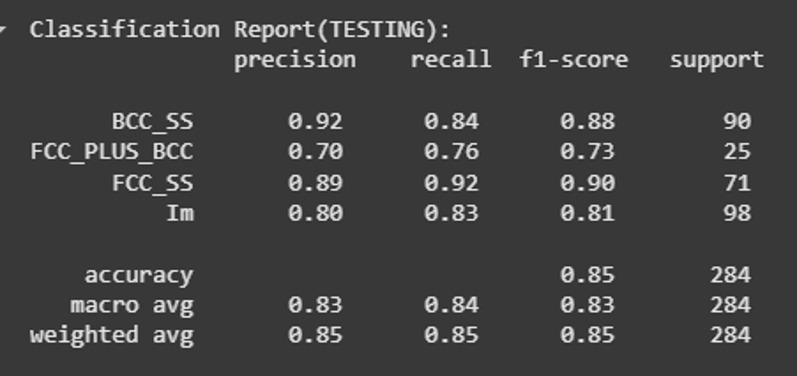 Classification Report(TESTING):
precision recall f1-score support
BCC_SS 0.92 0.84 0.88 90
FCC_PLUS_BCC 0.70 0.76 0.73 25
FCC_SS 0.89 0.92 0.90 71
Im 0.80 0.83 0.81 98
accuracy 0.85 284
macro avg 0.83 0.84 0.83 284
weighted avg 0.85 0.85 0.85 284